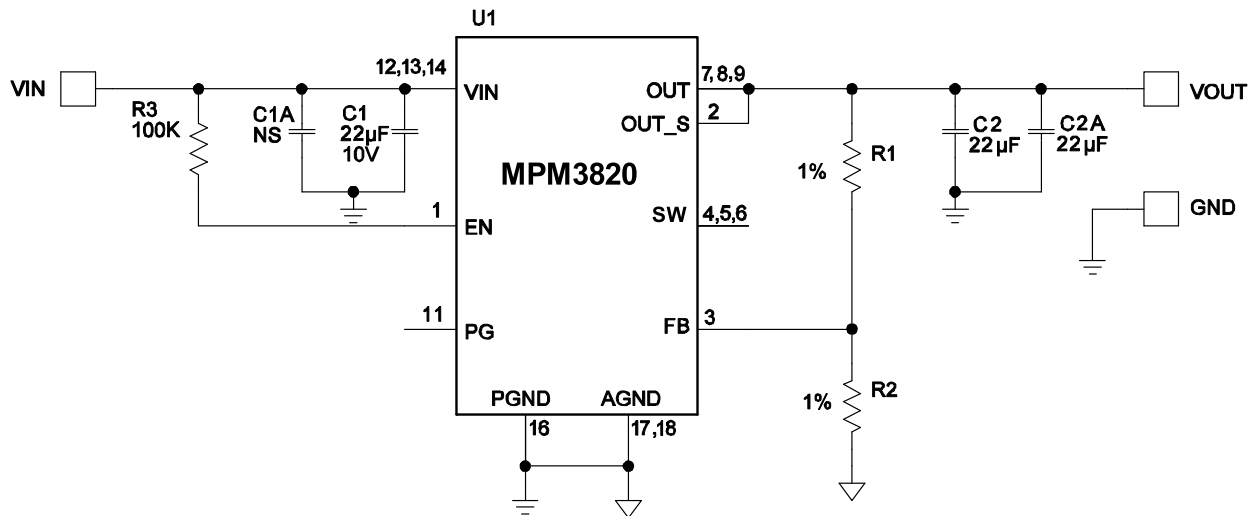 U1
VIN
12,13,14
VIN
R3
100K
C1A
NS
C1
22µF
10V
1
EN
11
PG
MPM3820
7,8,9
OUT
2
OUT_S
SW
4,5,6
FB
3
PGND
AGND
16
17,18
R1
1%
R2
1%
C2
22µF
C2A
22µF
VOUT
GND